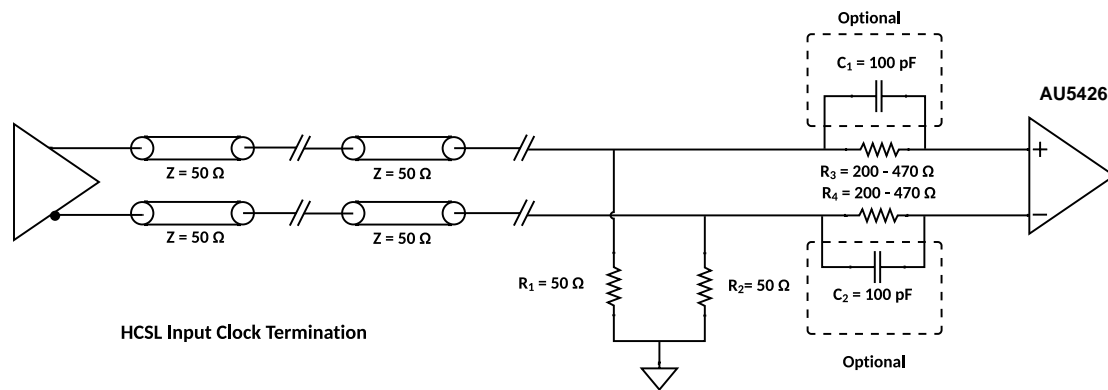 Optional
C₁ = 100 pF
AU5426
Z = 50 Ω
Z = 50 Ω
+
R₃ = 200 - 470 Ω
R₄ = 200 - 470 Ω
−
Z = 50 Ω
Z = 50 Ω
R₁ = 50 Ω
R₂= 50 Ω
C₂ = 100 pF
HCSL Input Clock Termination
Optional